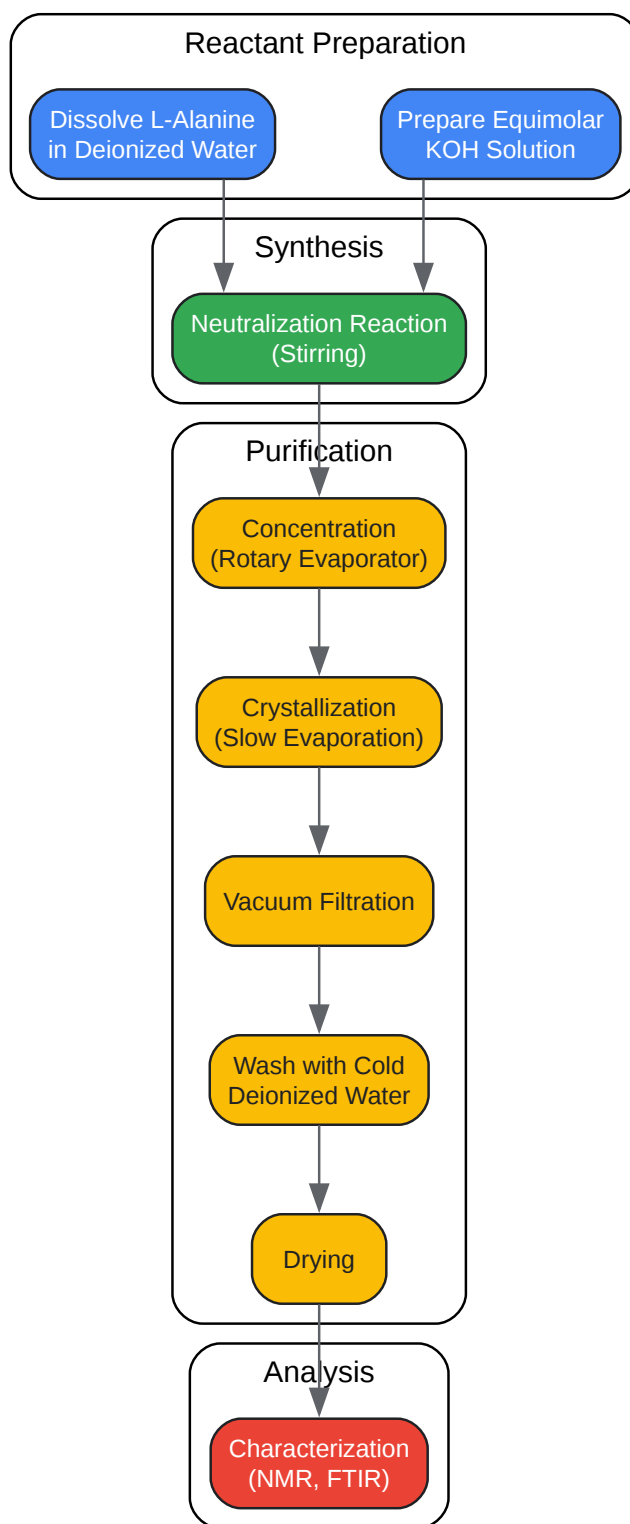 Reactant Preparation
Dissolve L-Alanine
in Deionized Water
Prepare Equimolar
KOH Solution
Synthesis
Neutralization Reaction
(Stirring)
Purification
Concentration
(Rotary Evaporator)
Crystallization
(Slow Evaporation)
Vacuum Filtration
Wash with Cold
Deionized Water
Drying
Analysis
Characterization
(NMR, FTIR)